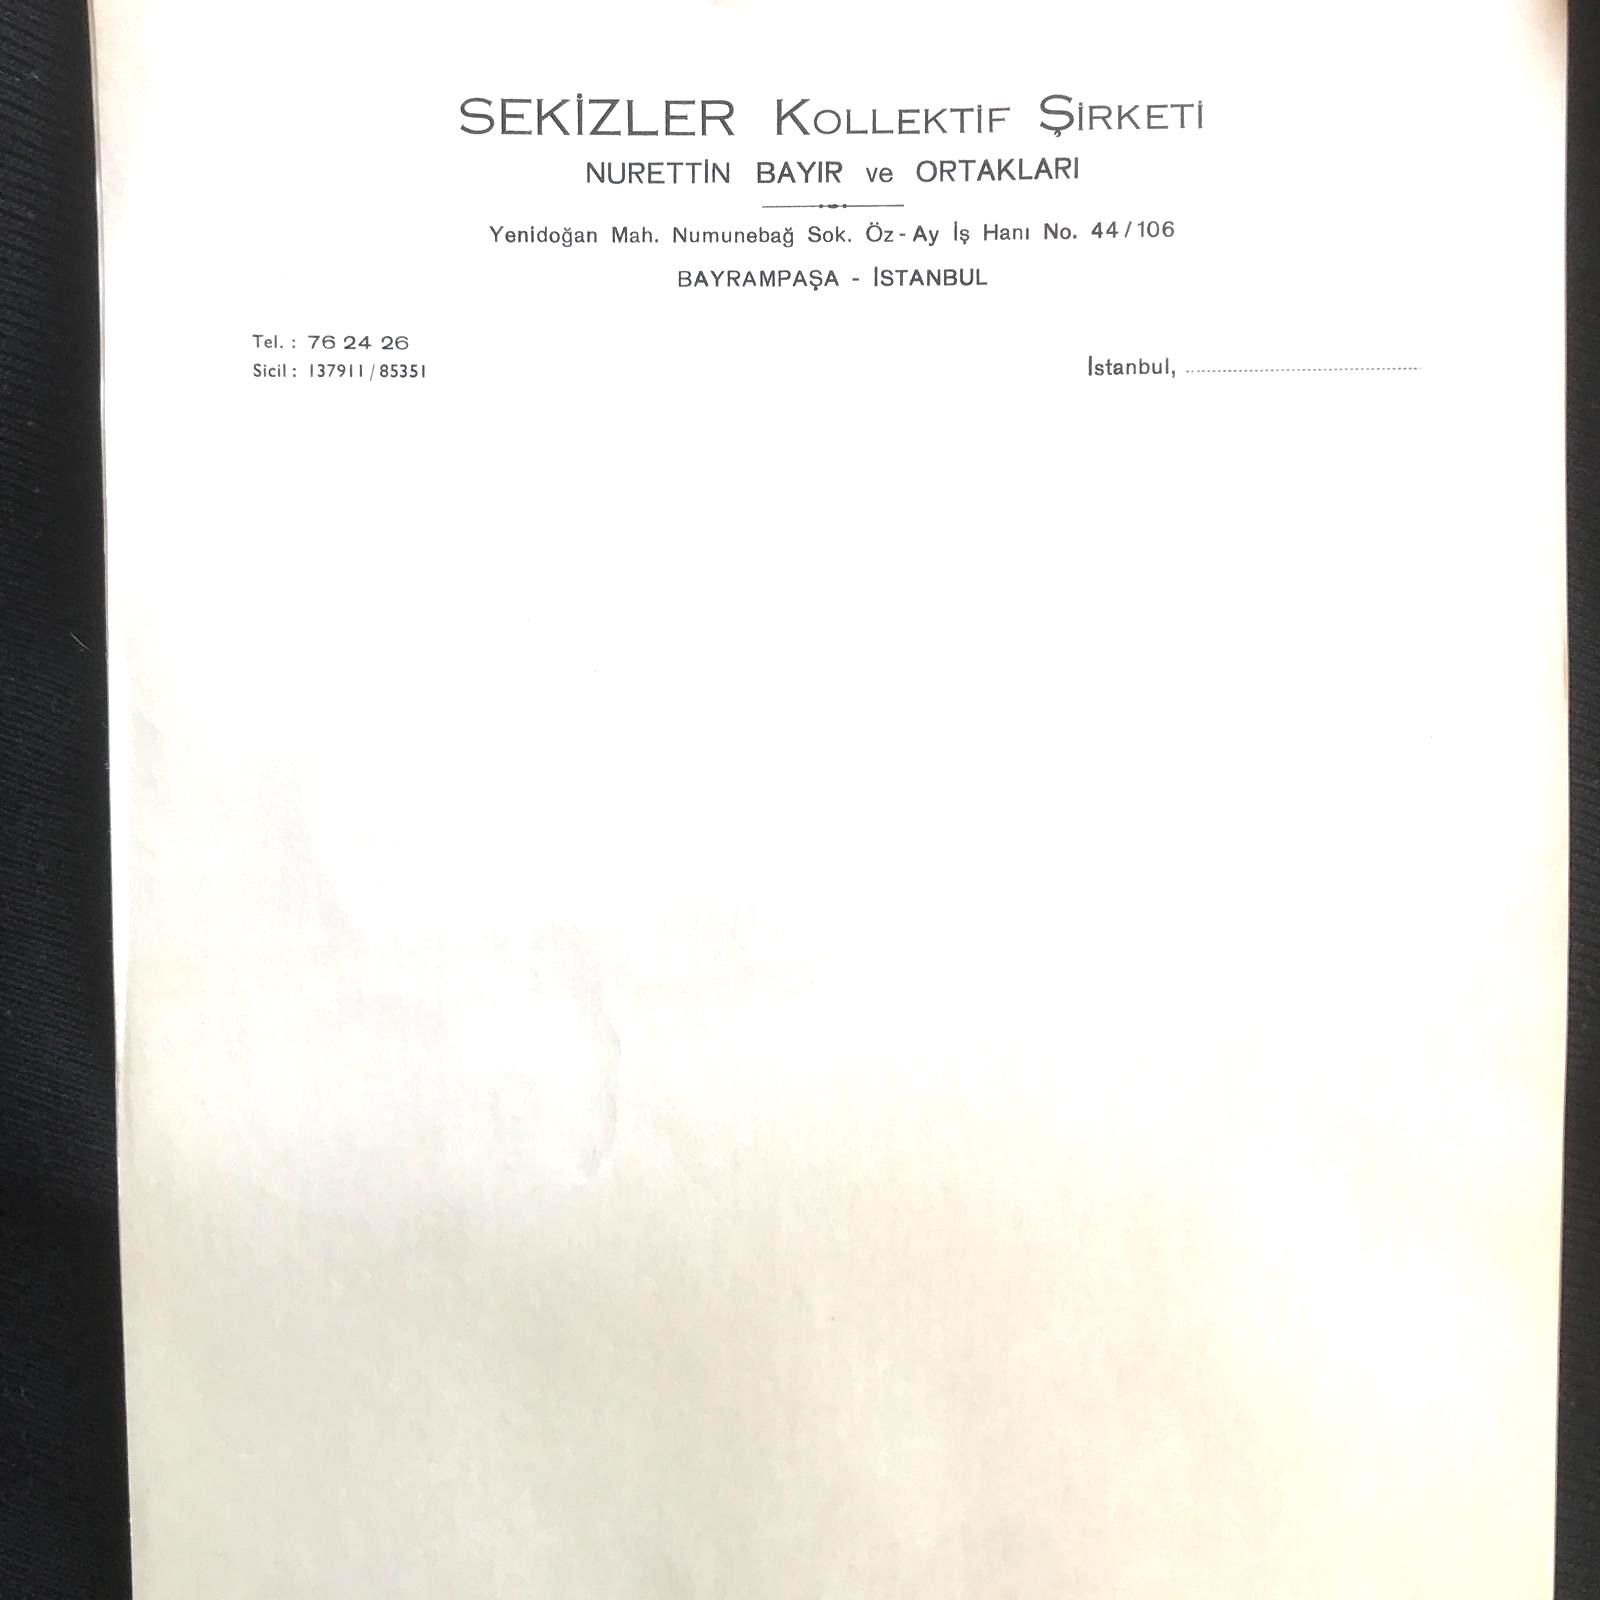 SEKİZLER KOLLEKTİF ŞİRKETİ
NURETTİN BAYIR ve ORTAKLARI
Yenidoğan Mah. Numunebağ Sok. Öz-Ay İş Hanı No. 44/106
BAYRAMPAŞA - İSTANBUL
Tel. : 76 24 26
Sicil : 137911/85351
İstanbul, ........................................